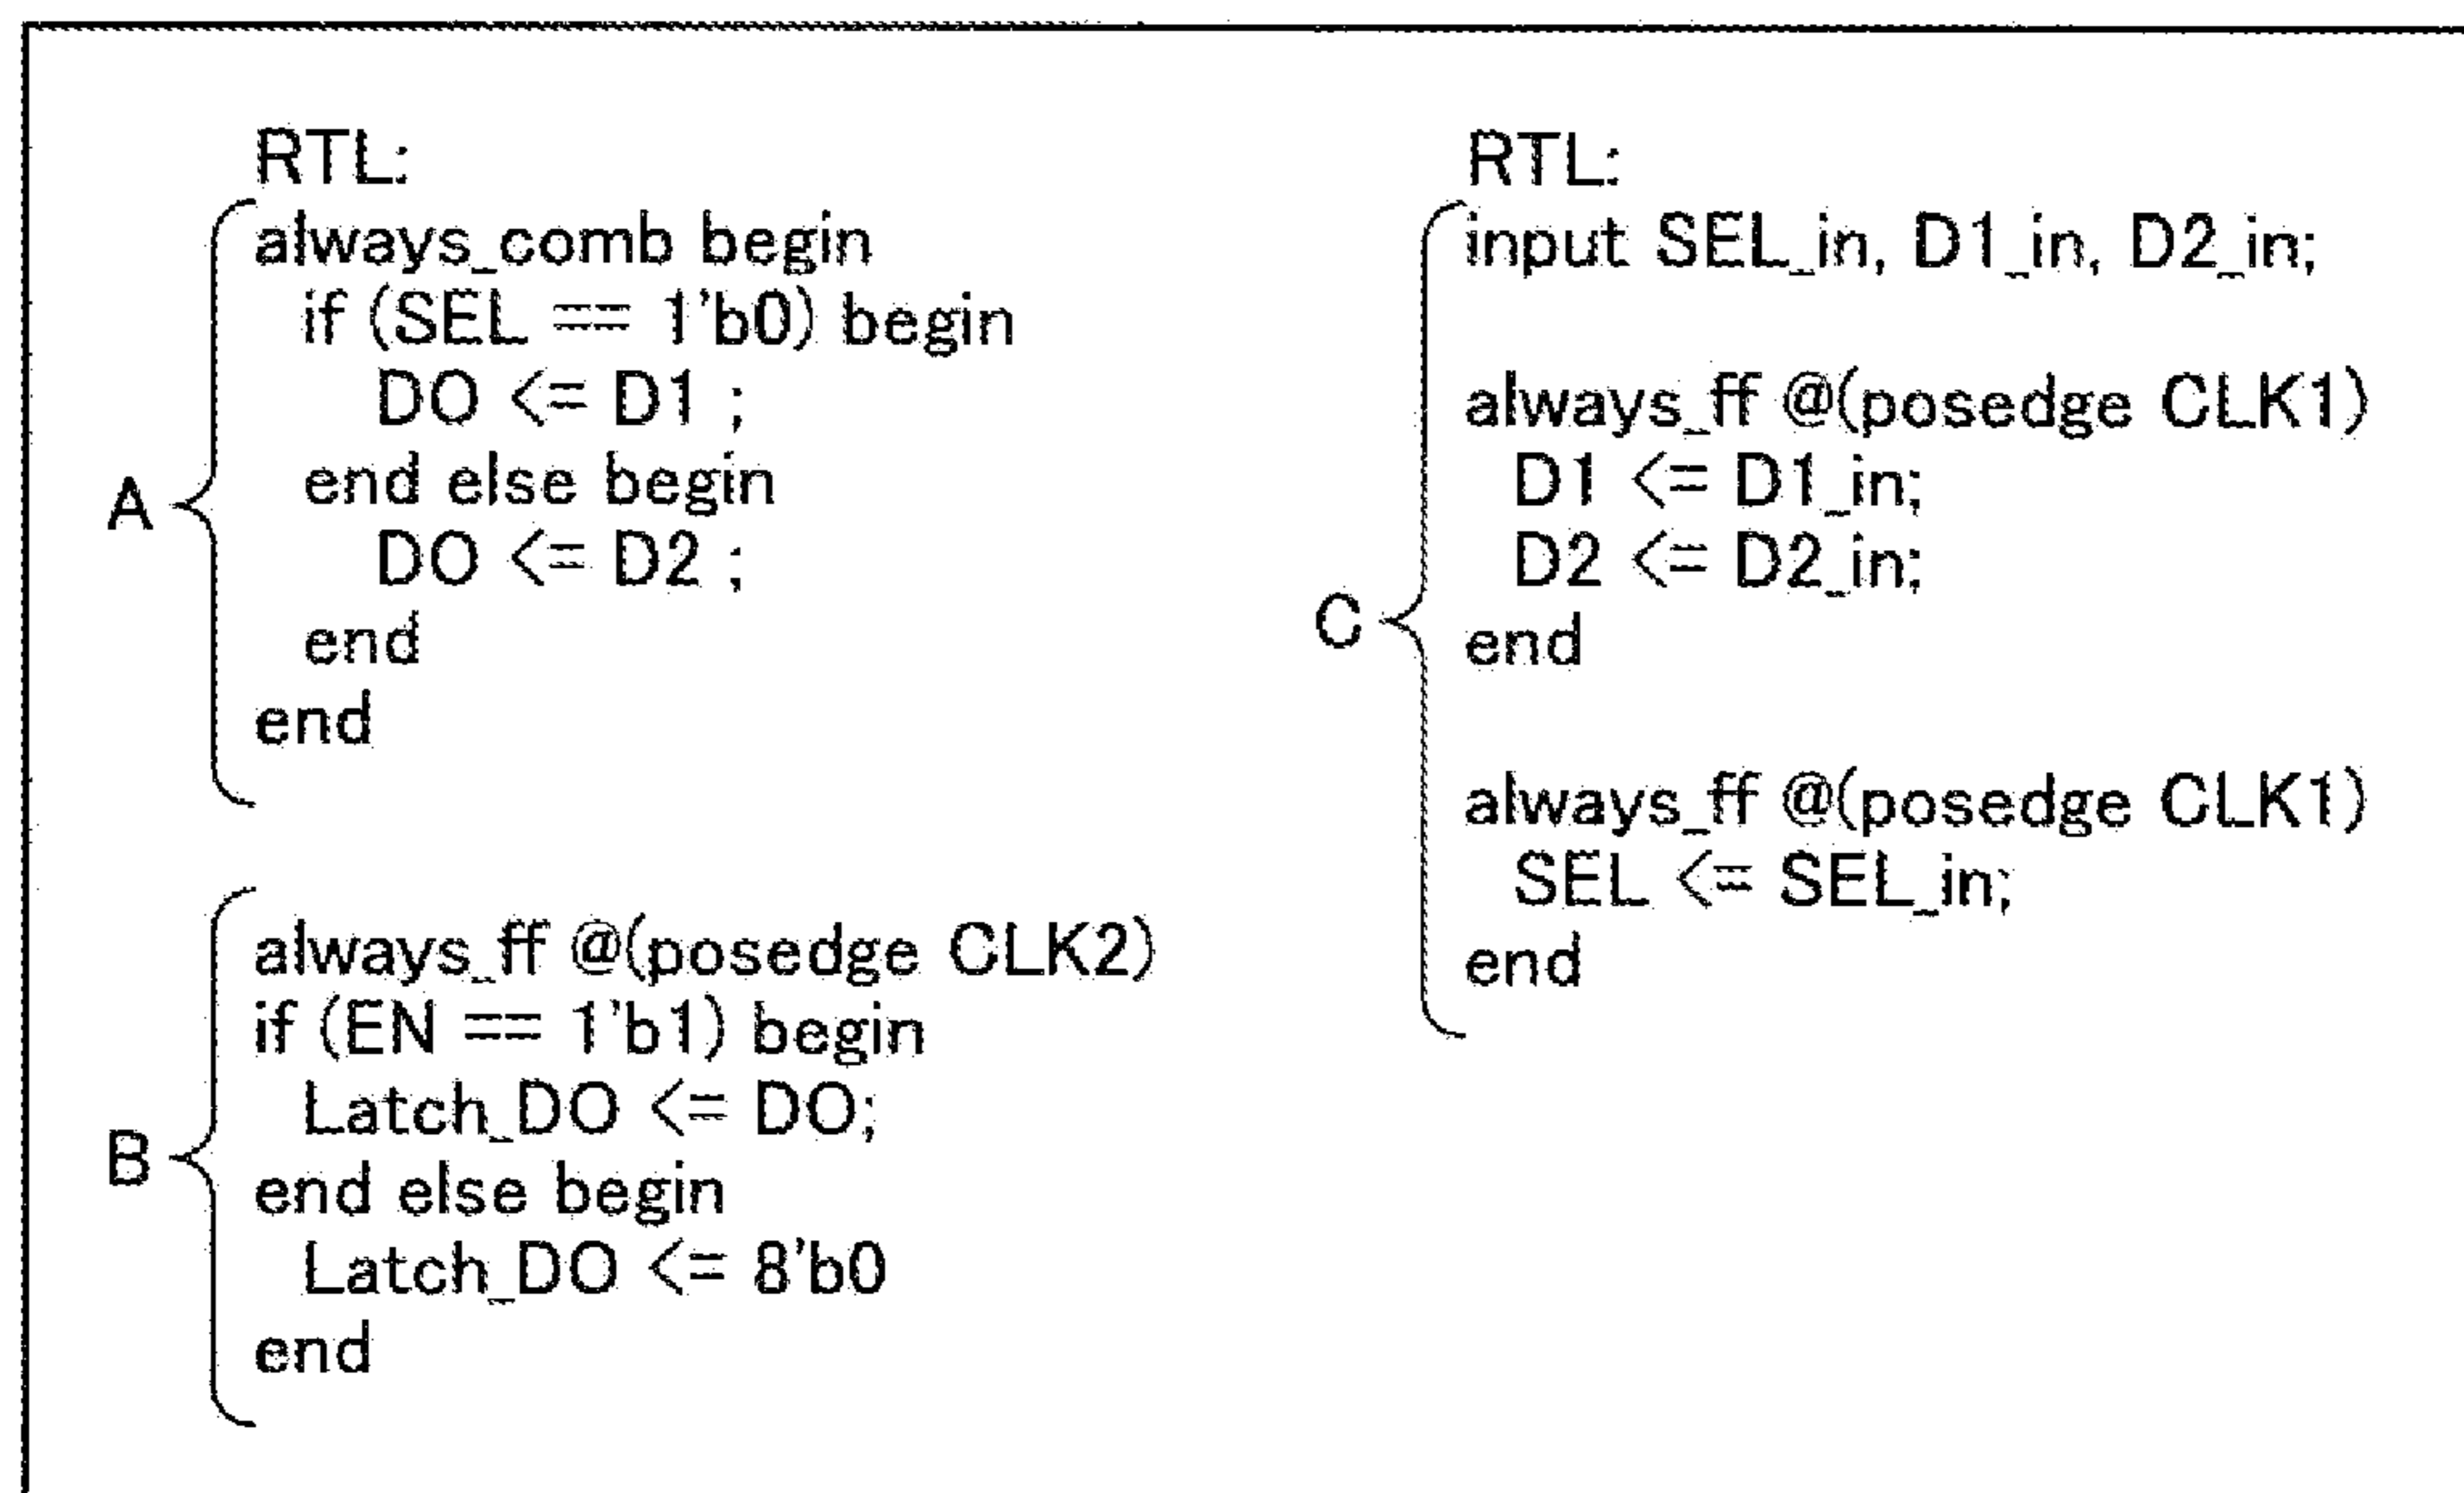 RTL:
always_comb begin
if (SEL == 1'b0) begin
DO <= D1 ;
end else begin
DO <= D2 ;
end
end
A
always_ff @(posedge CLK2)
if (EN == 1'b1) begin
Latch_DO <= DO;
end else begin
Latch_DO <= 8'b0
end
B
RTL:
input SEL_in, D1_in, D2_in;
always_ff @(posedge CLK1)
D1 <= D1_in;
D2 <= D2_in;
end
always_ff @(posedge CLK1)
SEL <= SEL_in;
end
C